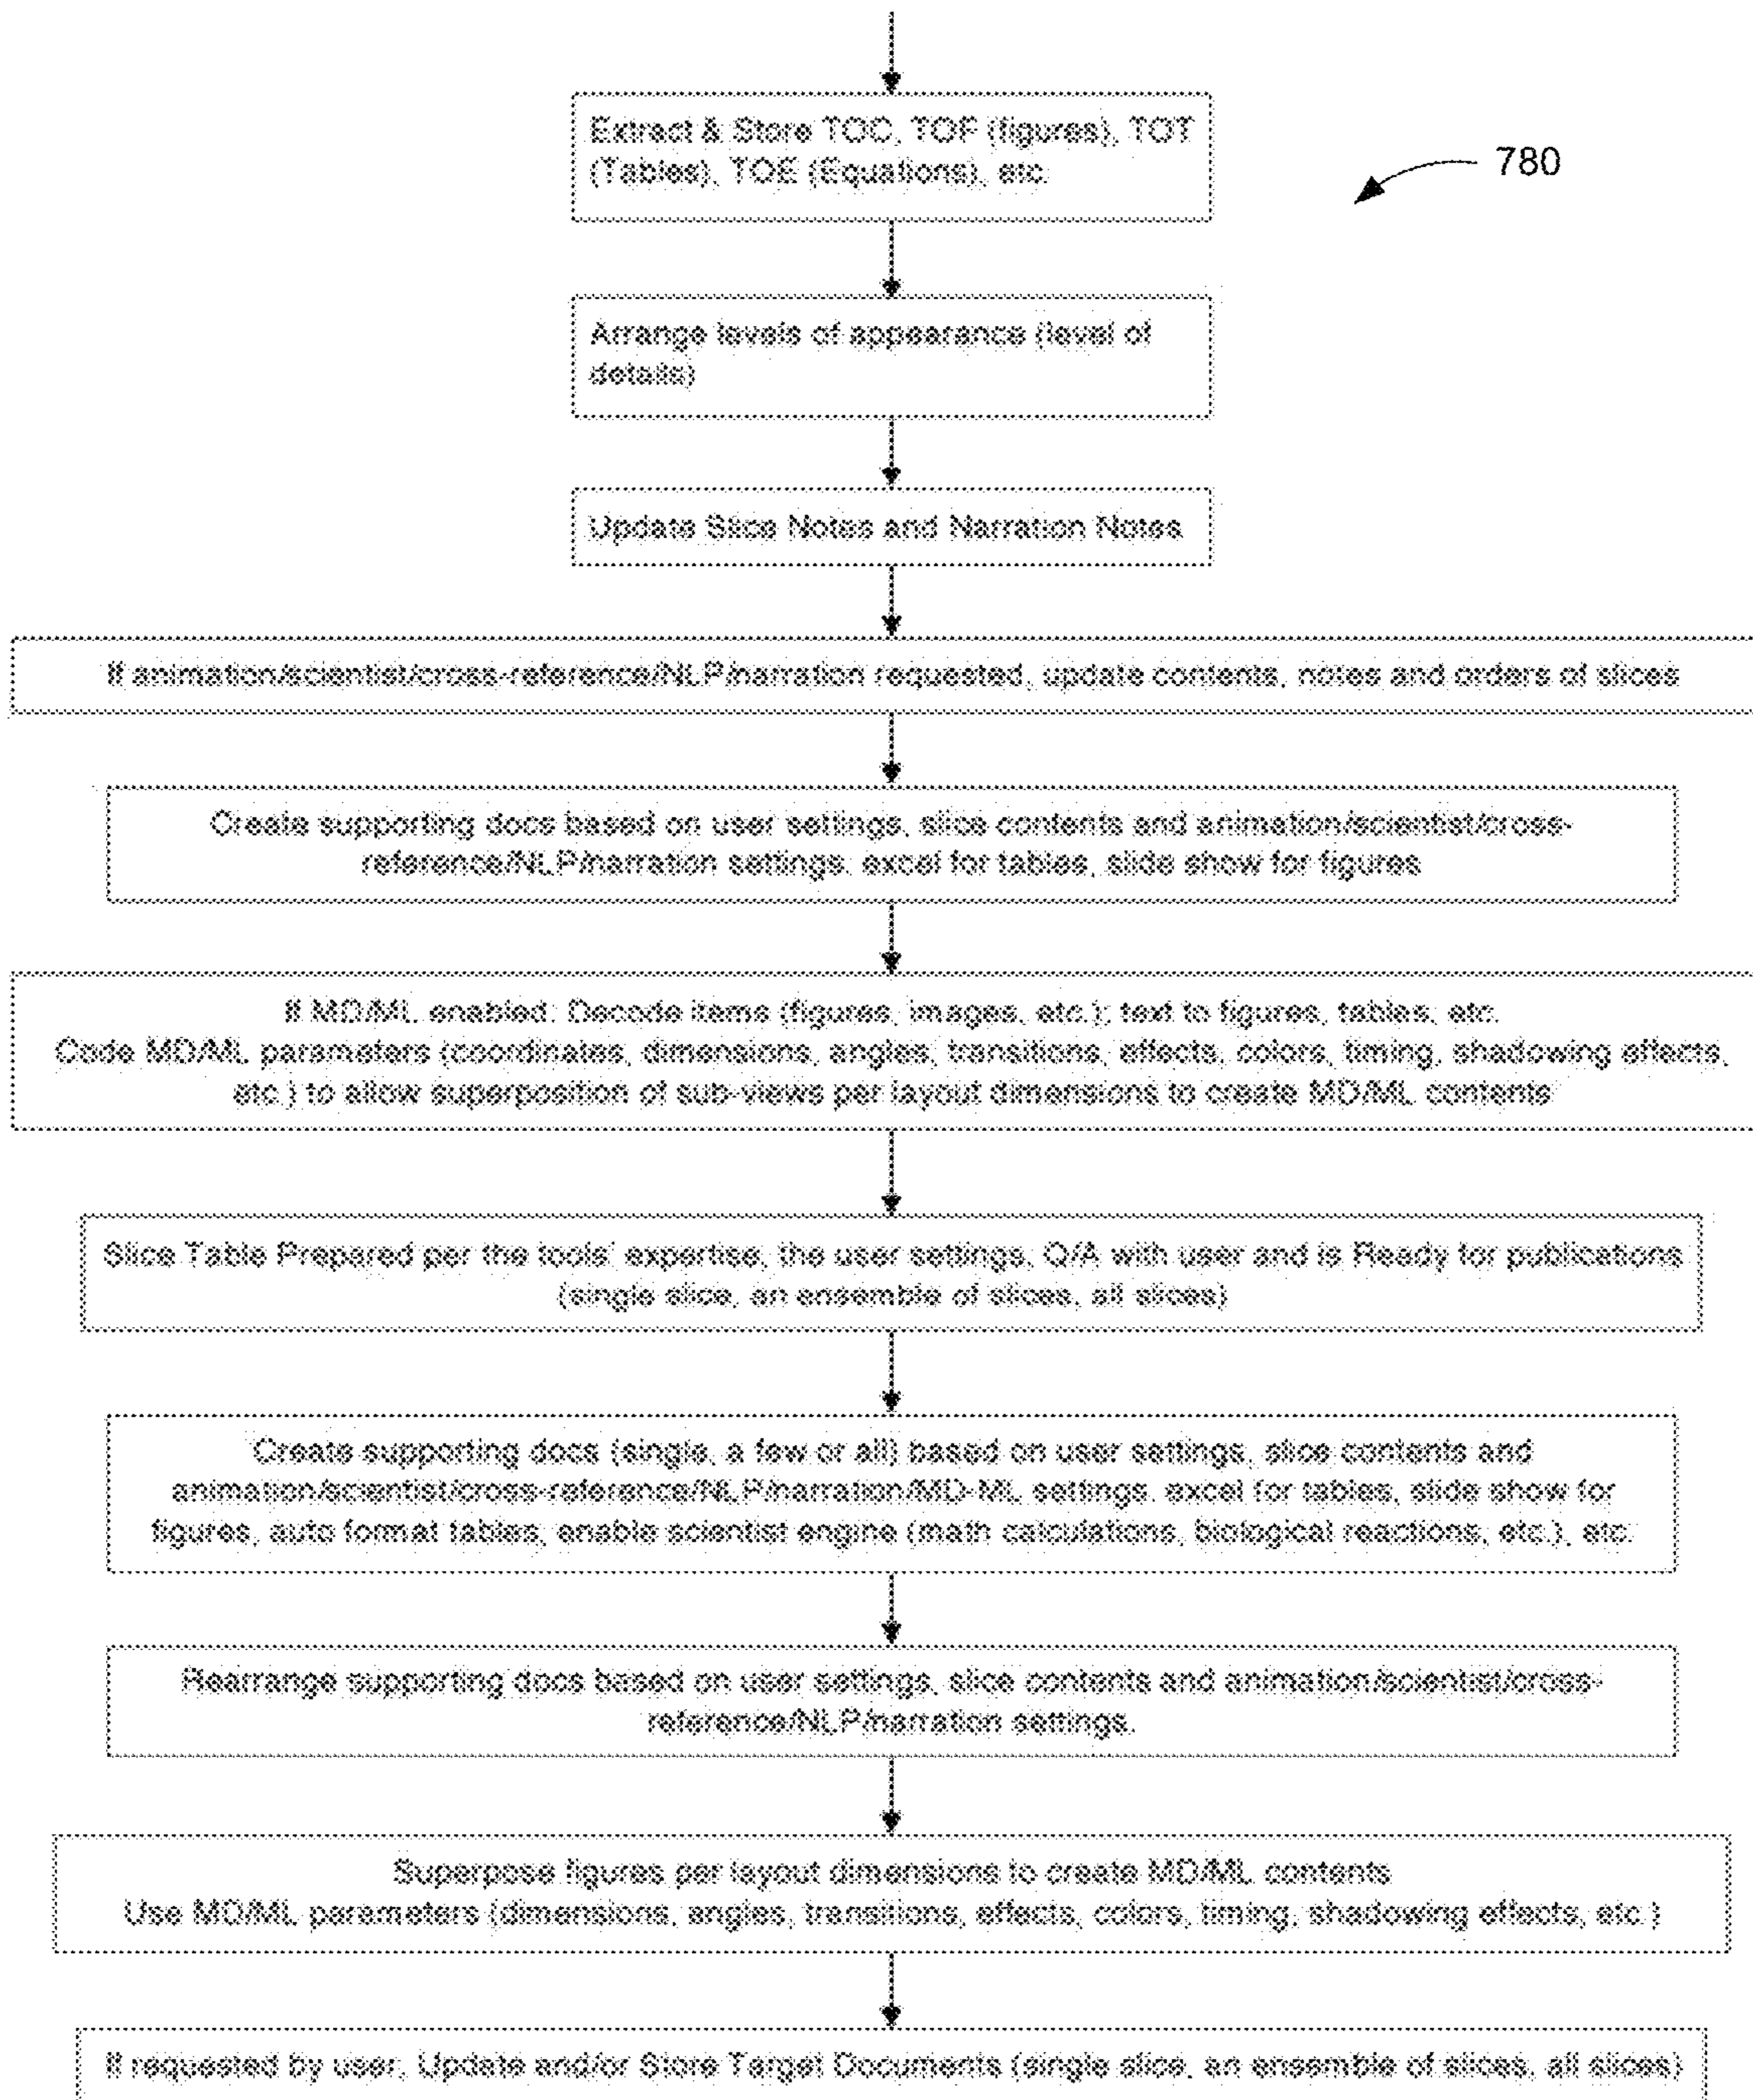 Extract & Store TOC, TOF (figures), TOT
780
(Tables), TOE (Equations), etc.
Arrange levels of appearance (level of
details)
Update Slice Notes and Narration Notes
If animation/scientist/cross-reference/NLP/narration requested, update contents, notes and orders of slices
Create supporting docs based on user settings, slice contents and animation/scientist/cross-
reference/NLP/narration settings: excel for tables, slide show for figures
If MD/ML enabled: Decode items (figures, images, etc.); text to figures, tables, etc.
Code MD/ML parameters (coordinates, dimensions, angles, transitions, effects, colors, timing, shadowing effects,
etc.) to allow superposition of sub-views per layout dimensions to create MD/ML contents
Slice Table Prepared per the tools' expertise, the user settings, Q/A with user and is Ready for publications
(single slice, an ensemble of slices, all slices)
Create supporting docs (single, a few or all) based on user settings, slice contents and
animation/scientist/cross-reference/NLP/narration/MD-ML settings. excel for tables, slide show for
figures, auto format tables, enable scientist engine (math calculations, biological reactions, etc.), etc.
Rearrange supporting docs based on user settings, slice contents and animation/scientist/cross-
reference/NLP/narration settings.
Superpose figures per layout dimensions to create MD/ML contents
Use MD/ML parameters (dimensions, angles, transitions, effects, colors, timing, shadowing effects, etc.)
If requested by user, Update and/or Store Target Documents (single slice, an ensemble of slices, all slices)